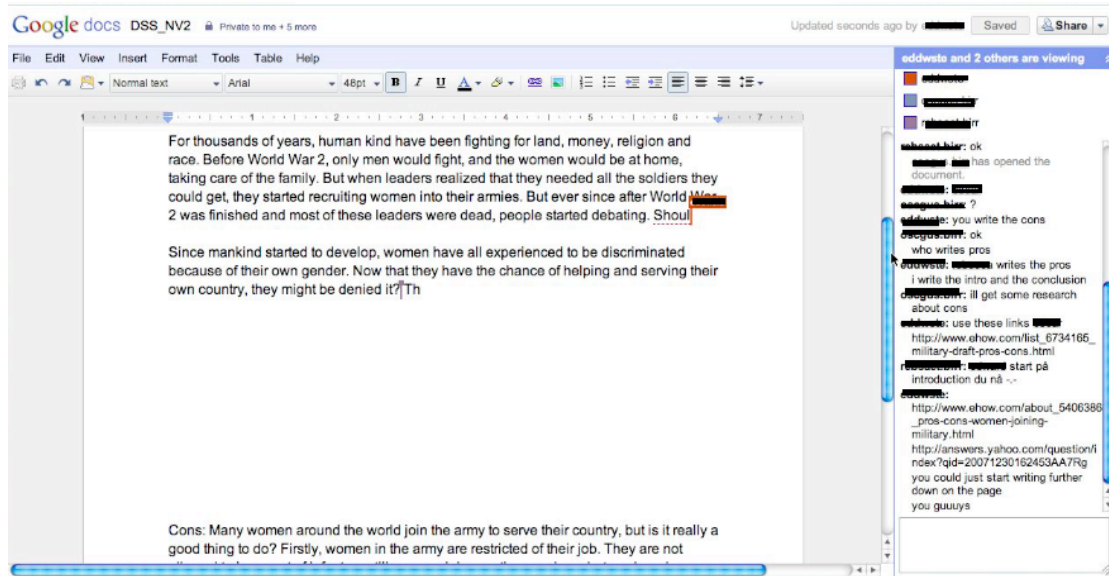 Google docs DSS_NV2 Private to me + 5 more
Updated seconds ago by
Saved
Share
File Edit View Insert Format Tools Table Help
Normal text Arial 48pt B I U A
1 1 2 3 4 5 6 7
For thousands of years, human kind have been fighting for land, money, religion and
race. Before World War 2, only men would fight, and the women would be at home,
taking care of the family. But when leaders realized that they needed all the soldiers they
could get, they started recruiting women into their armies. But ever since after World War
2 was finished and most of these leaders were dead, people started debating. Shoul
Since mankind started to develop, women have all experienced to be discriminated
because of their own gender. Now that they have the chance of helping and serving their
own country, they might be denied it? Th
Cons: Many women around the world join the army to serve their country, but is it really a
good thing to do? Firstly, women in the army are restricted of their job. They are not
eddwste and 2 others are viewing
: ok
has opened the
document.
?
: you write the cons
: ok
who writes pros
: writes the pros
i write the intro and the conclusion
: ill get some research
about cons
: use these links
http://www.ehow.com/list_6734165_
military-draft-pros-cons.html
: start på
introduction du nå -.-
http://www.ehow.com/about_5406386
_pros-cons-women-joining-
military.html
http://answers.yahoo.com/question/i
ndex?qid=20071230162453AA7Rg
you could just start writing further
down on the page
you guuuys